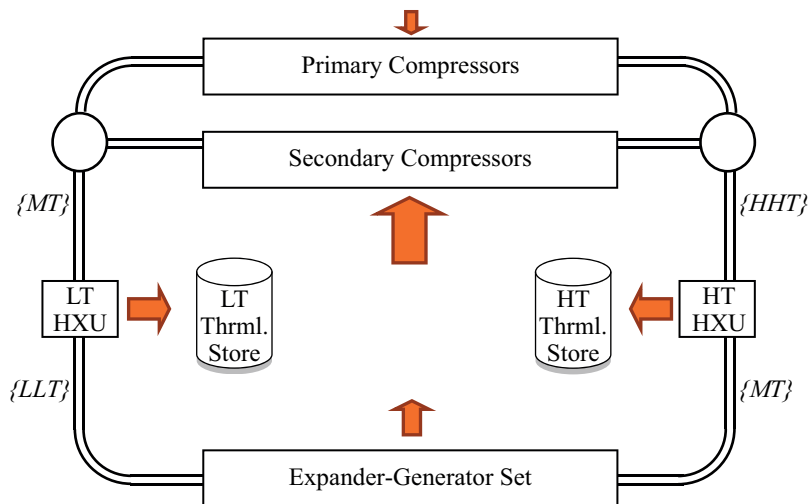 Primary Compressors
Secondary Compressors
{MT}
{HHT}
LT
HXU
LT
Thrml.
Store
HT
Thrml.
Store
HT
HXU
{LLT}
{MT}
Expander-Generator Set